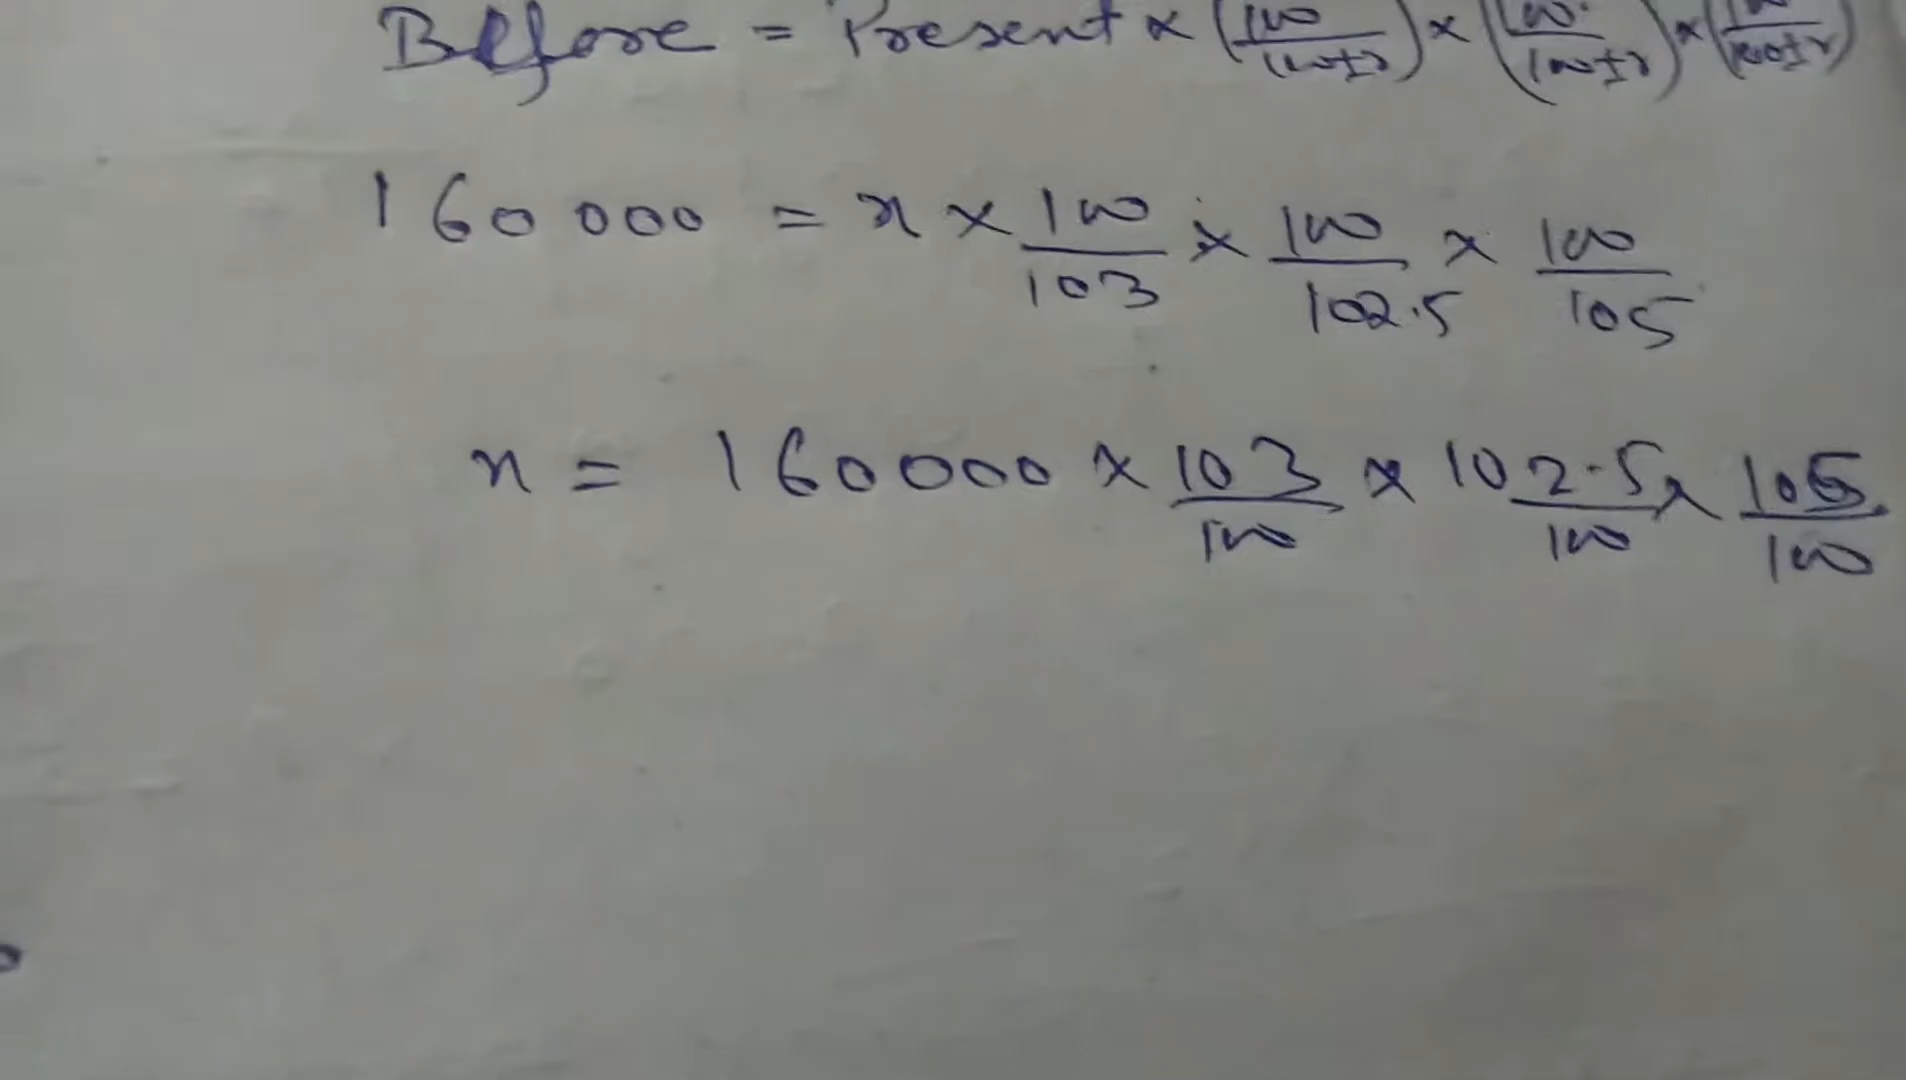 Before = Present × (100/(100±r)) × (100/(100±r)) × (100/(100±r))
160000 = x × 100/103 × 100/102.5 × 100/105
x = 160000 × 103/100 × 102.5/100 × 105/100